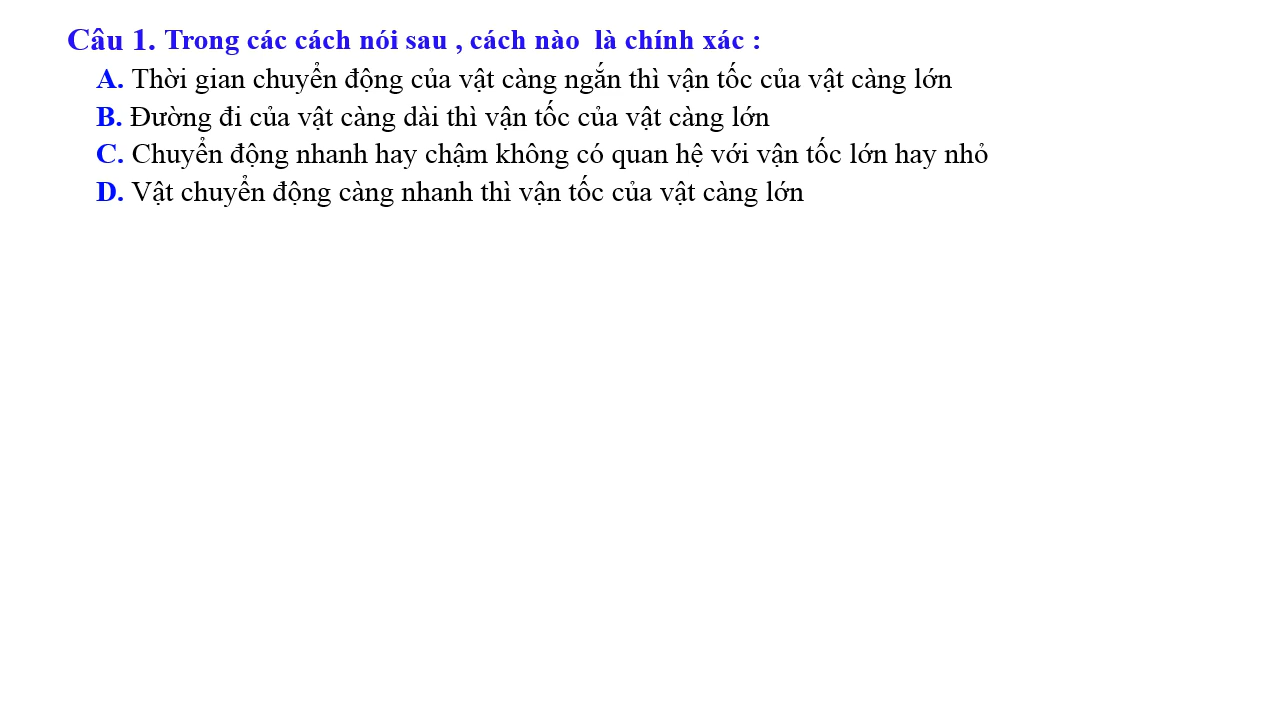 Câu 1. Trong các cách nói sau , cách nào  là chính xác :
A. Thời gian chuyển động của vật càng ngắn thì vận tốc của vật càng lớn
B. Đường đi của vật càng dài thì vận tốc của vật càng lớn
C. Chuyển động nhanh hay chậm không có quan hệ với vận tốc lớn hay nhỏ
D. Vật chuyển động càng nhanh thì vận tốc của vật càng lớn